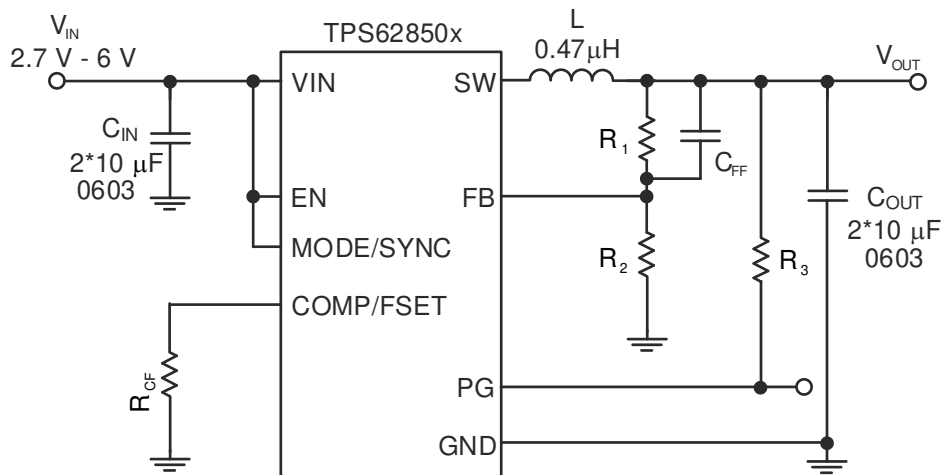 TPS62850x
V_IN
2.7 V - 6 V
L
0.47μH
V_OUT
VIN
SW
C_IN
2*10 μF
0603
R_1
C_FF
EN
FB
C_OUT
2*10 μF
0603
MODE/SYNC
R_2
R_3
COMP/FSET
R_CF
PG
GND